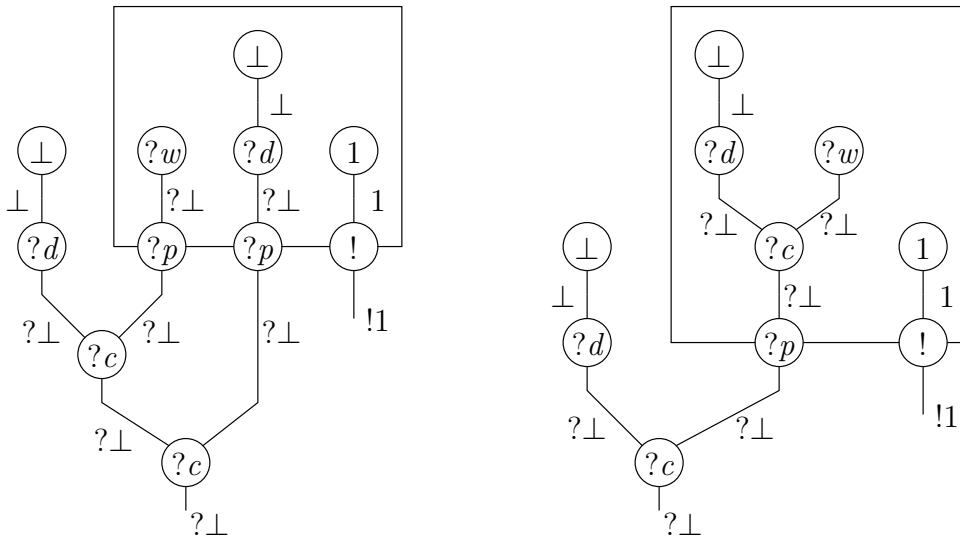 ⊥ ⊥
⊥ ⊥
⊥ ?w ?d 1 ?d ?w
⊥ ?⊥ ?⊥ 1 ?⊥ ?⊥
?d ?p ?p ! ⊥ ?c 1
⊥ ?⊥ 1
?⊥ ?⊥ ?⊥ !1
?c ?d ?p !
?⊥ ?⊥ ?⊥ !1
?c ?c
?⊥ ?⊥